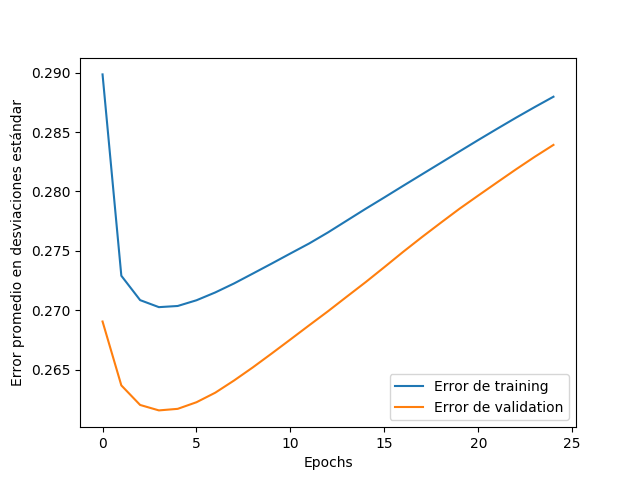 0.290
0.285
0.280
0.275
0.270
0.265
Error promedio en desviaciones estándar
0 5 10 15 20 25
Epochs
Error de training
Error de validation